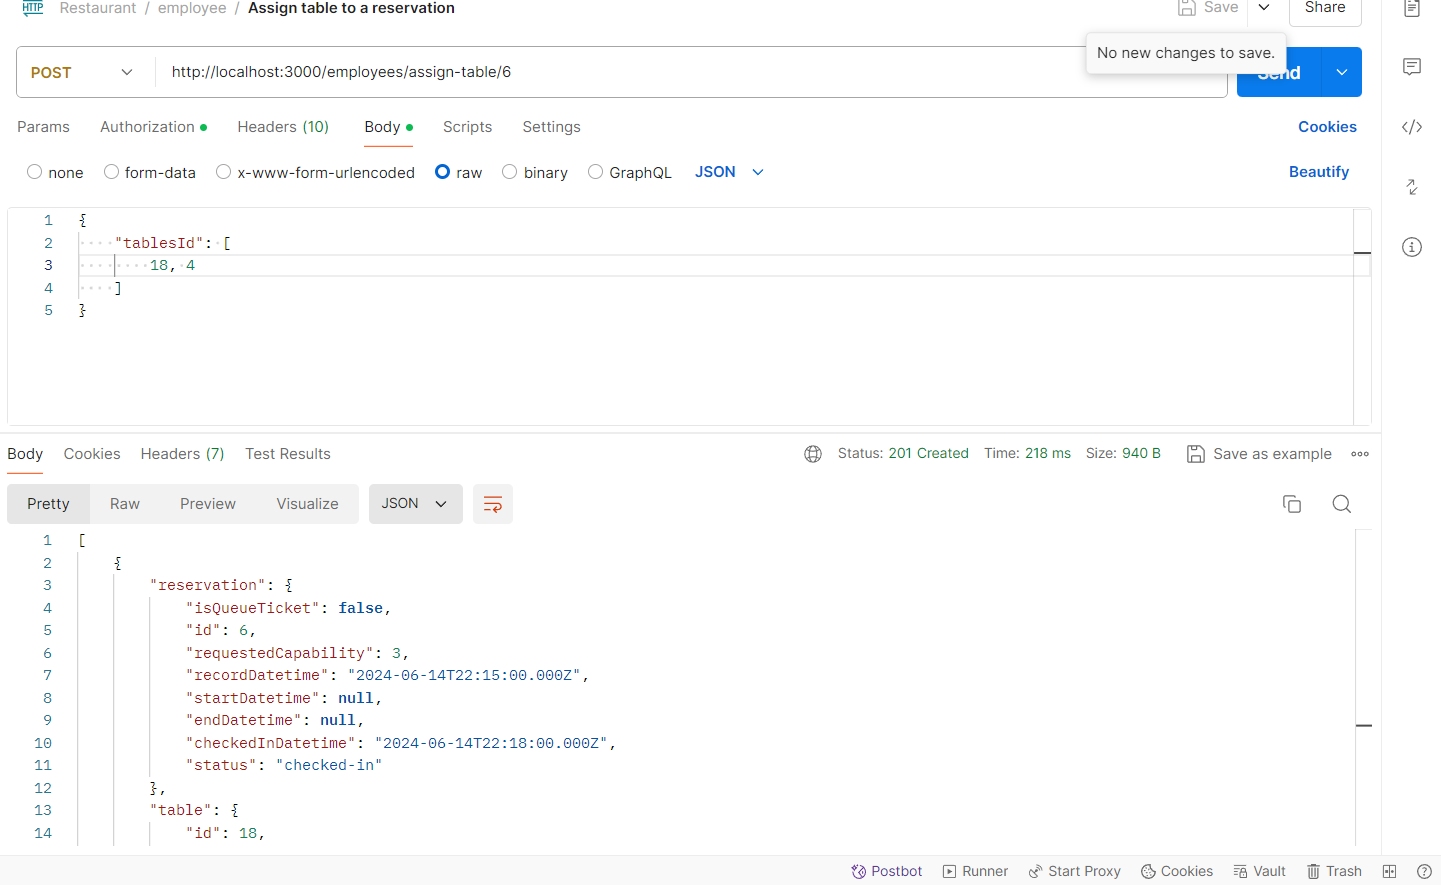 HTTP Restaurant / employee / Assign table to a reservation Save Share
No new changes to save.
POST http://localhost:3000/employees/assign-table/6 Send
Params Authorization Headers (10) Body Scripts Settings Cookies
none form-data x-www-form-urlencoded raw binary GraphQL JSON Beautify
1 {
2 "tablesId": [
3 18, 4
4 ]
5 }
Body Cookies Headers (7) Test Results Status: 201 Created Time: 218 ms Size: 940 B Save as example
Pretty Raw Preview Visualize JSON
1 [
2 {
3 "reservation": {
4 "isQueueTicket": false,
5 "id": 6,
6 "requestedCapability": 3,
7 "recordDatetime": "2024-06-14T22:15:00.000Z",
8 "startDatetime": null,
9 "endDatetime": null,
10 "checkedInDatetime": "2024-06-14T22:18:00.000Z",
11 "status": "checked-in"
12 },
13 "table": {
14 "id": 18,
Postbot Runner Start Proxy Cookies Vault Trash